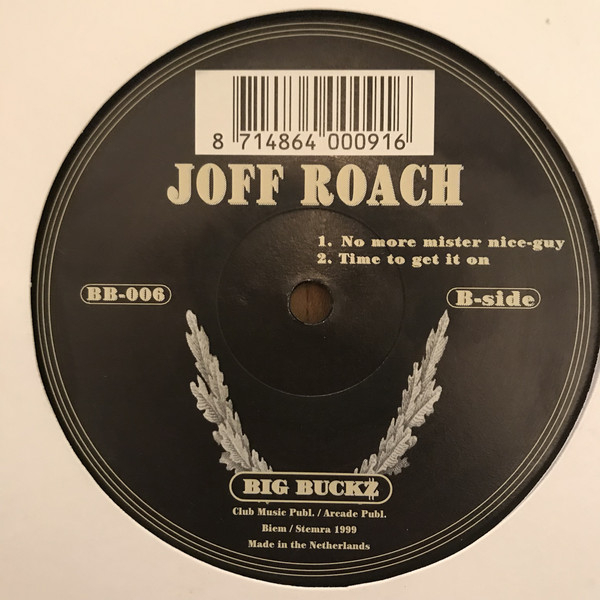 8 714864 000916
JOFF ROACH
1. No more mister nice-guy
2. Time to get it on
BB-006
B-side
BIG BUCKZ
Club Music Publ. / Arcade Publ.
Biem / Stemra 1999
Made in the Netherlands